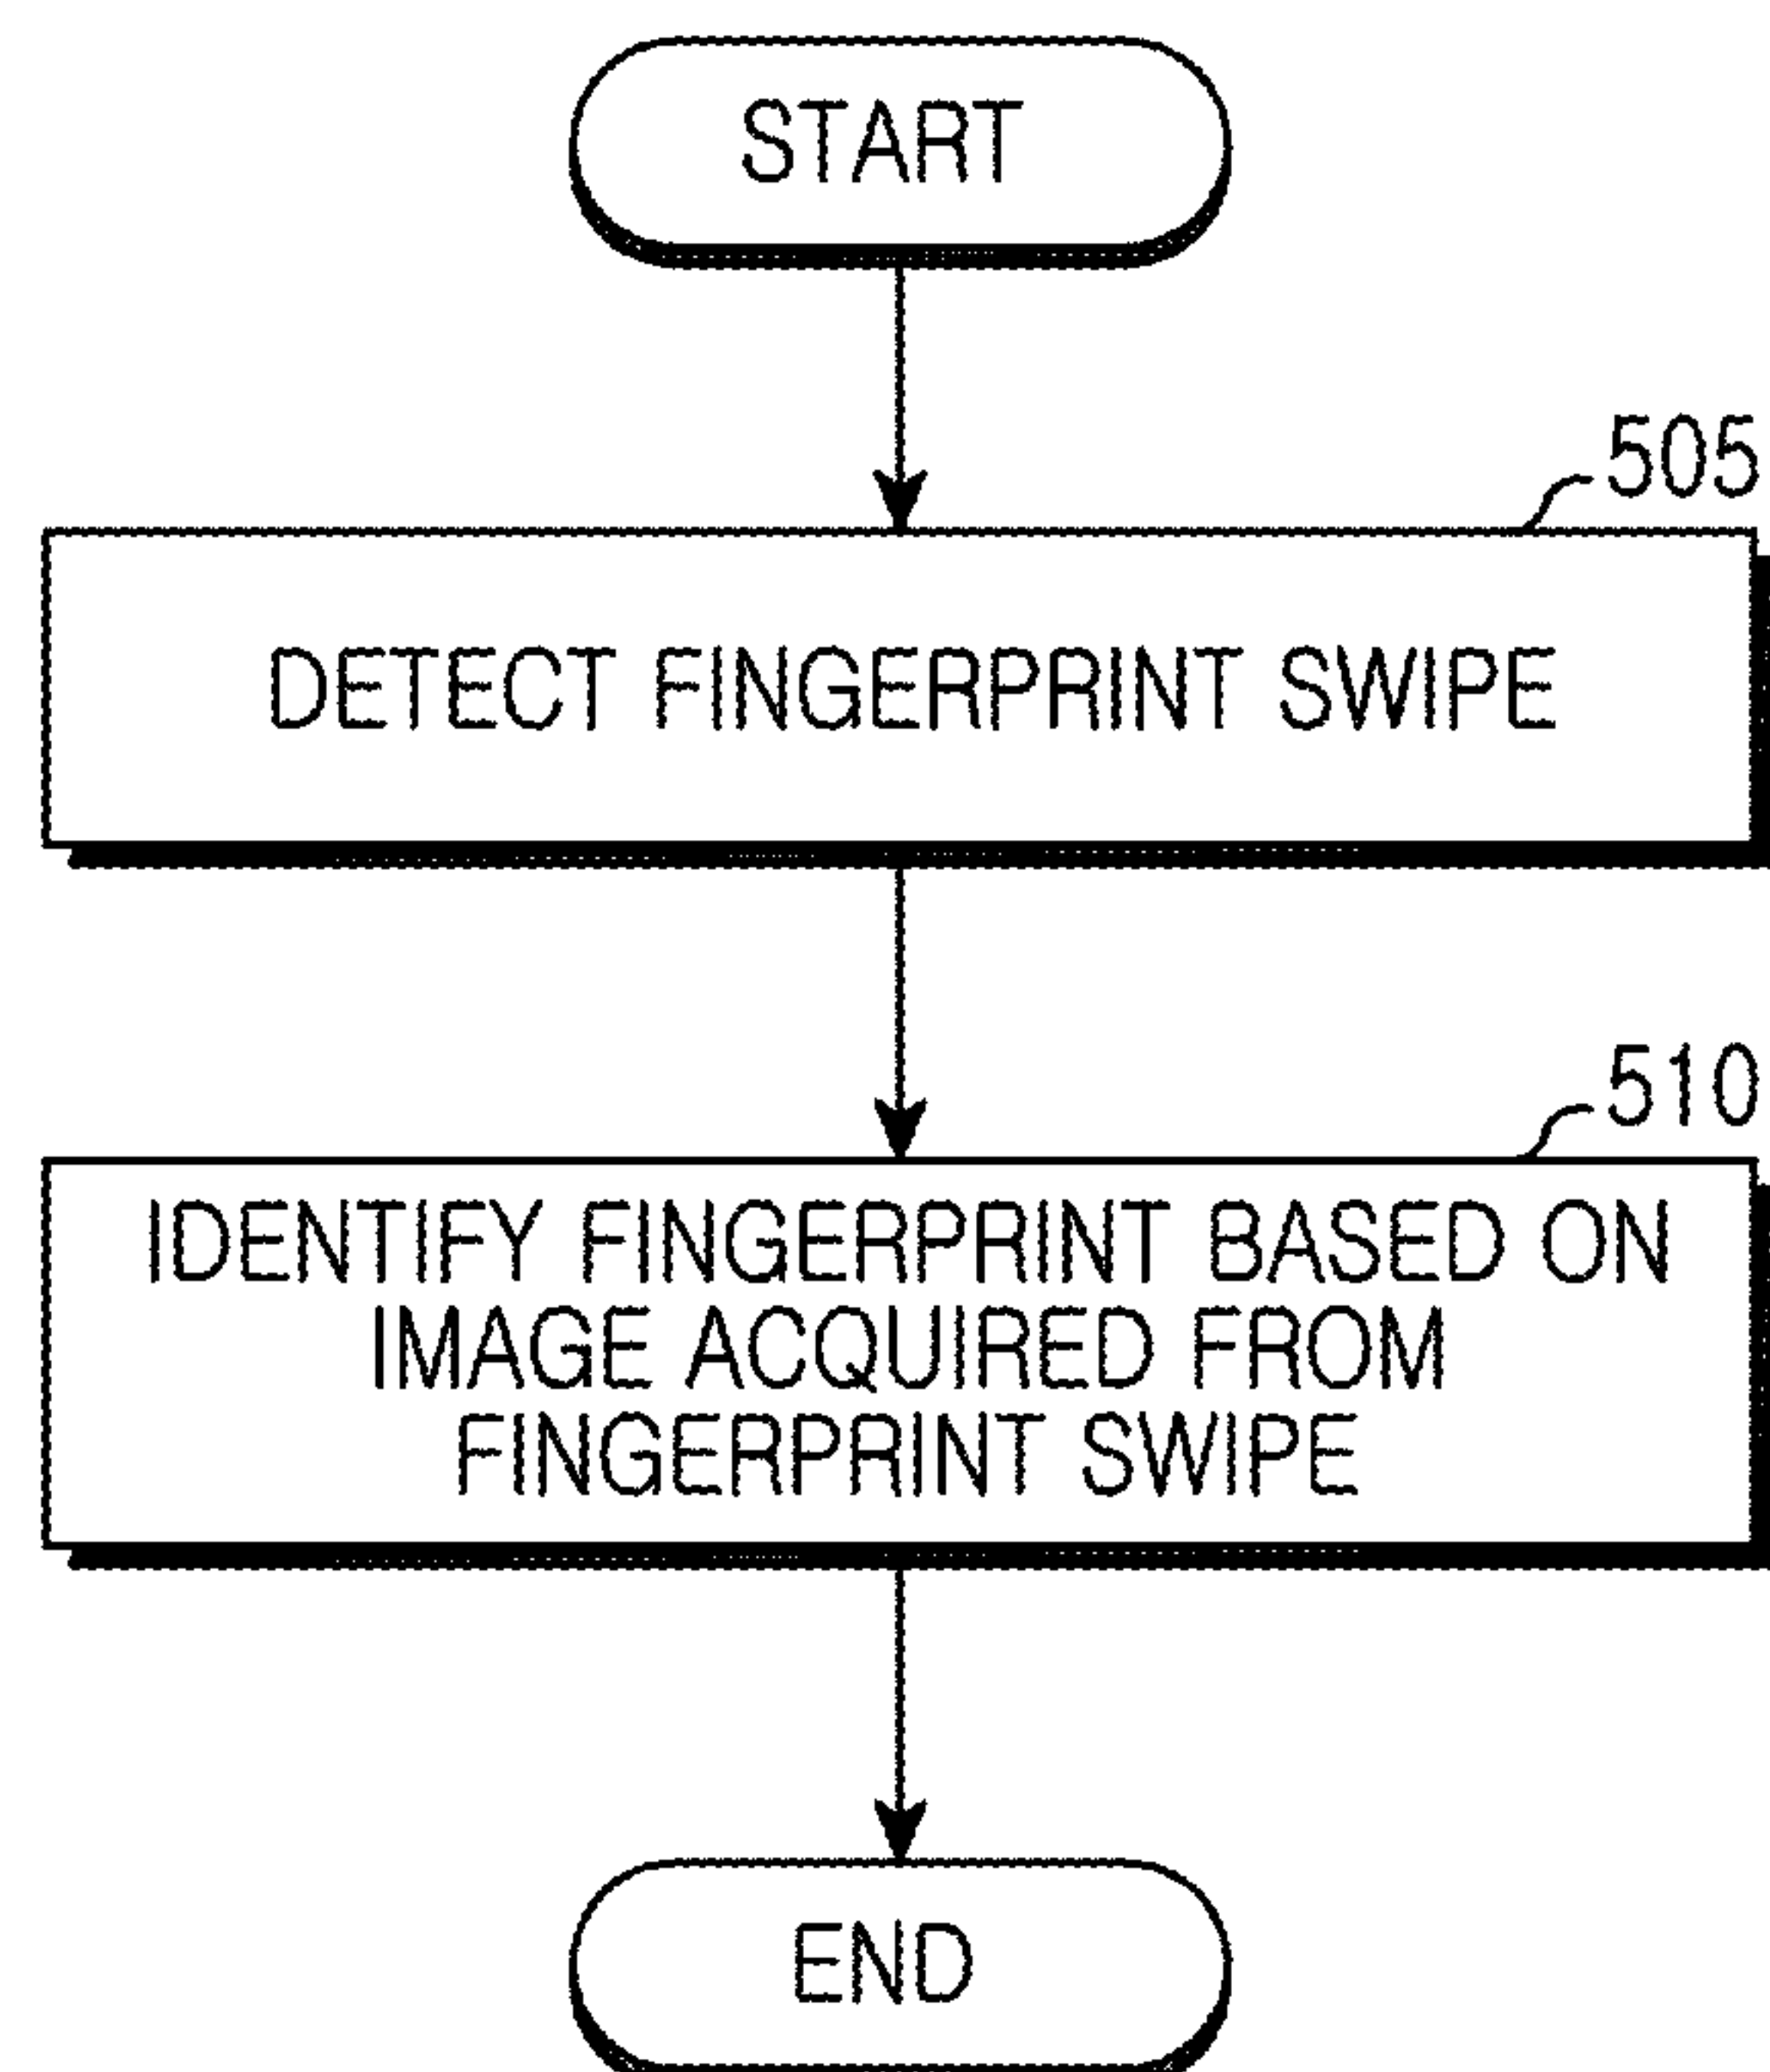 START
505
DETECT FINGERPRINT SWIPE
510
IDENTIFY FINGERPRINT BASED ON
IMAGE ACQUIRED FROM
FINGERPRINT SWIPE
END